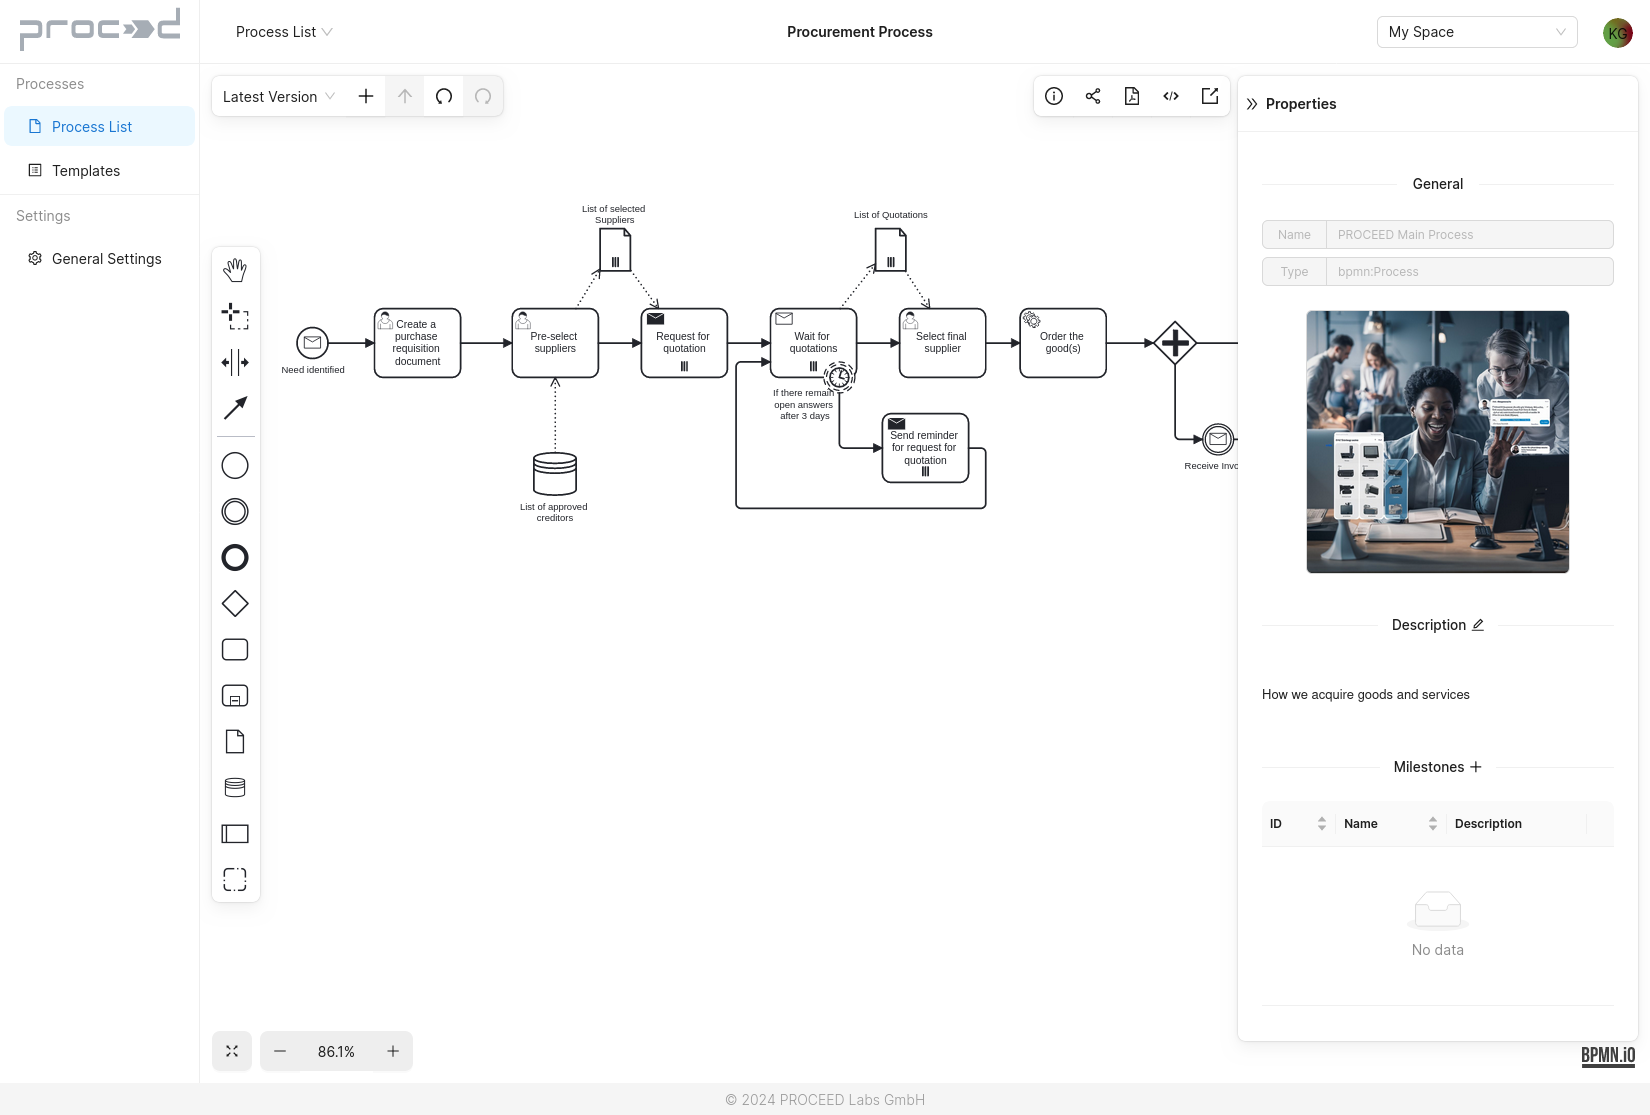 proceed
Process List
Procurement Process
My Space
KG
Processes
Process List
Templates
Settings
General Settings
Latest Version
Properties
General
Name
PROCEED Main Process
Type
bpmn:Process
Description
How we acquire goods and services
Milestones
ID
Name
Description
No data
List of selected
Suppliers
List of Quotations
Need identified
Create a
purchase
requisition
document
Pre-select
suppliers
Request for
quotation
Wait for
quotations
Select final
supplier
Order the
good(s)
If there remain
open answers
after 3 days
Send reminder
for request for
quotation
Receive Invo
List of approved
creditors
86.1%
BPMN.iO
© 2024 PROCEED Labs GmbH